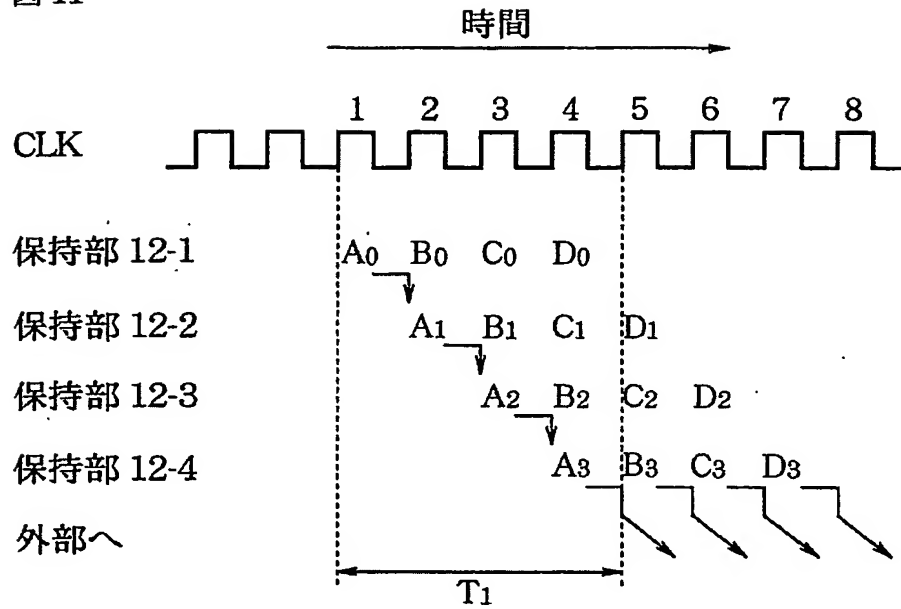 図 11
時間
1 2 3 4 5 6 7 8
CLK
保持部 12-1 A0 B0 C0 D0
保持部 12-2 A1 B1 C1 D1
保持部 12-3 A2 B2 C2 D2
保持部 12-4 A3 B3 C3 D3
外部へ
T1